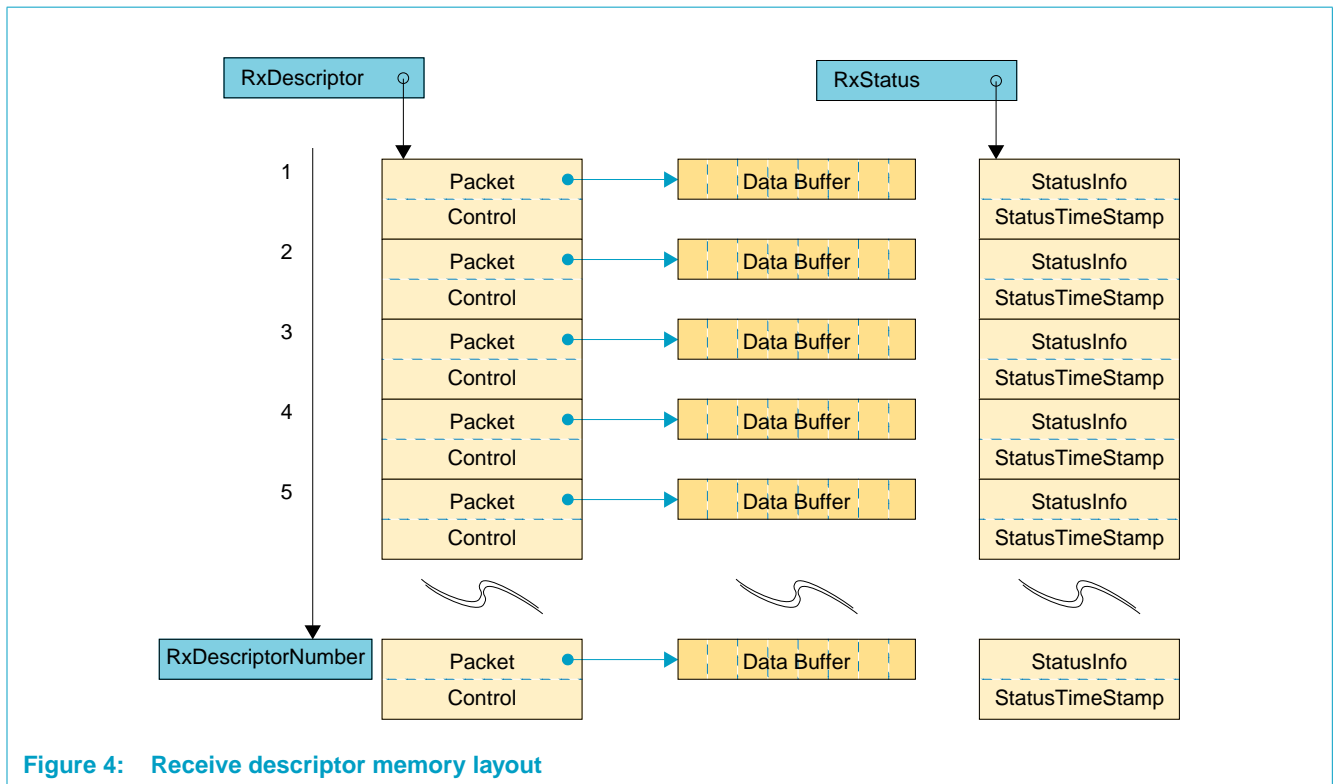 RxDescriptor RxStatus
1 Packet Data Buffer StatusInfo
Control StatusTimeStamp
2 Packet Data Buffer StatusInfo
Control StatusTimeStamp
3 Packet Data Buffer StatusInfo
Control StatusTimeStamp
4 Packet Data Buffer StatusInfo
Control StatusTimeStamp
5 Packet Data Buffer StatusInfo
Control StatusTimeStamp
RxDescriptorNumber Packet Data Buffer StatusInfo
Control StatusTimeStamp
Figure 4: Receive descriptor memory layout